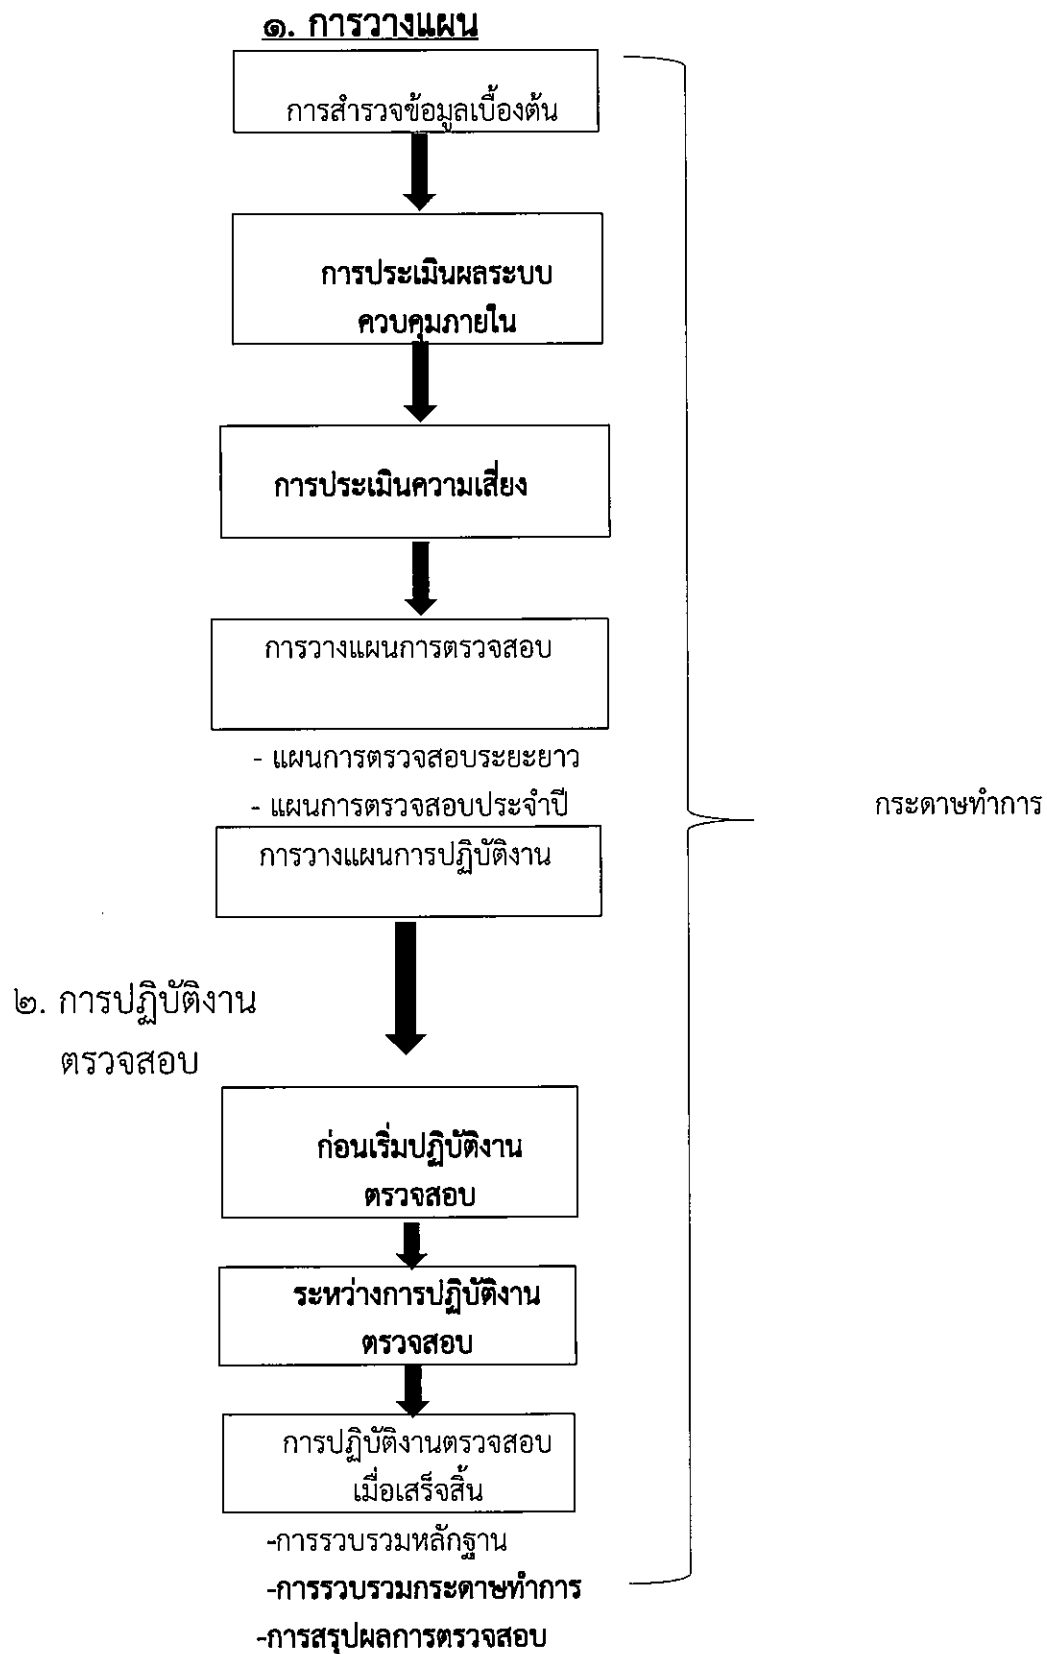 ๑. การวางแผน
การสำรวจข้อมูลเบื้องต้น
การประเมินผลระบบ
ควบคุมภายใน
การประเมินความเสี่ยง
การวางแผนการตรวจสอบ
- แผนการตรวจสอบระยะยาว
- แผนการตรวจสอบประจำปี
กระดาษทำการ
การวางแผนการปฏิบัติงาน
๒. การปฏิบัติงาน
ตรวจสอบ
ก่อนเริ่มปฏิบัติงาน
ตรวจสอบ
ระหว่างการปฏิบัติงาน
ตรวจสอบ
การปฏิบัติงานตรวจสอบ
เมื่อเสร็จสิ้น
-การรวบรวมหลักฐาน
-การรวบรวมกระดาษทำการ
-การสรุปผลการตรวจสอบ